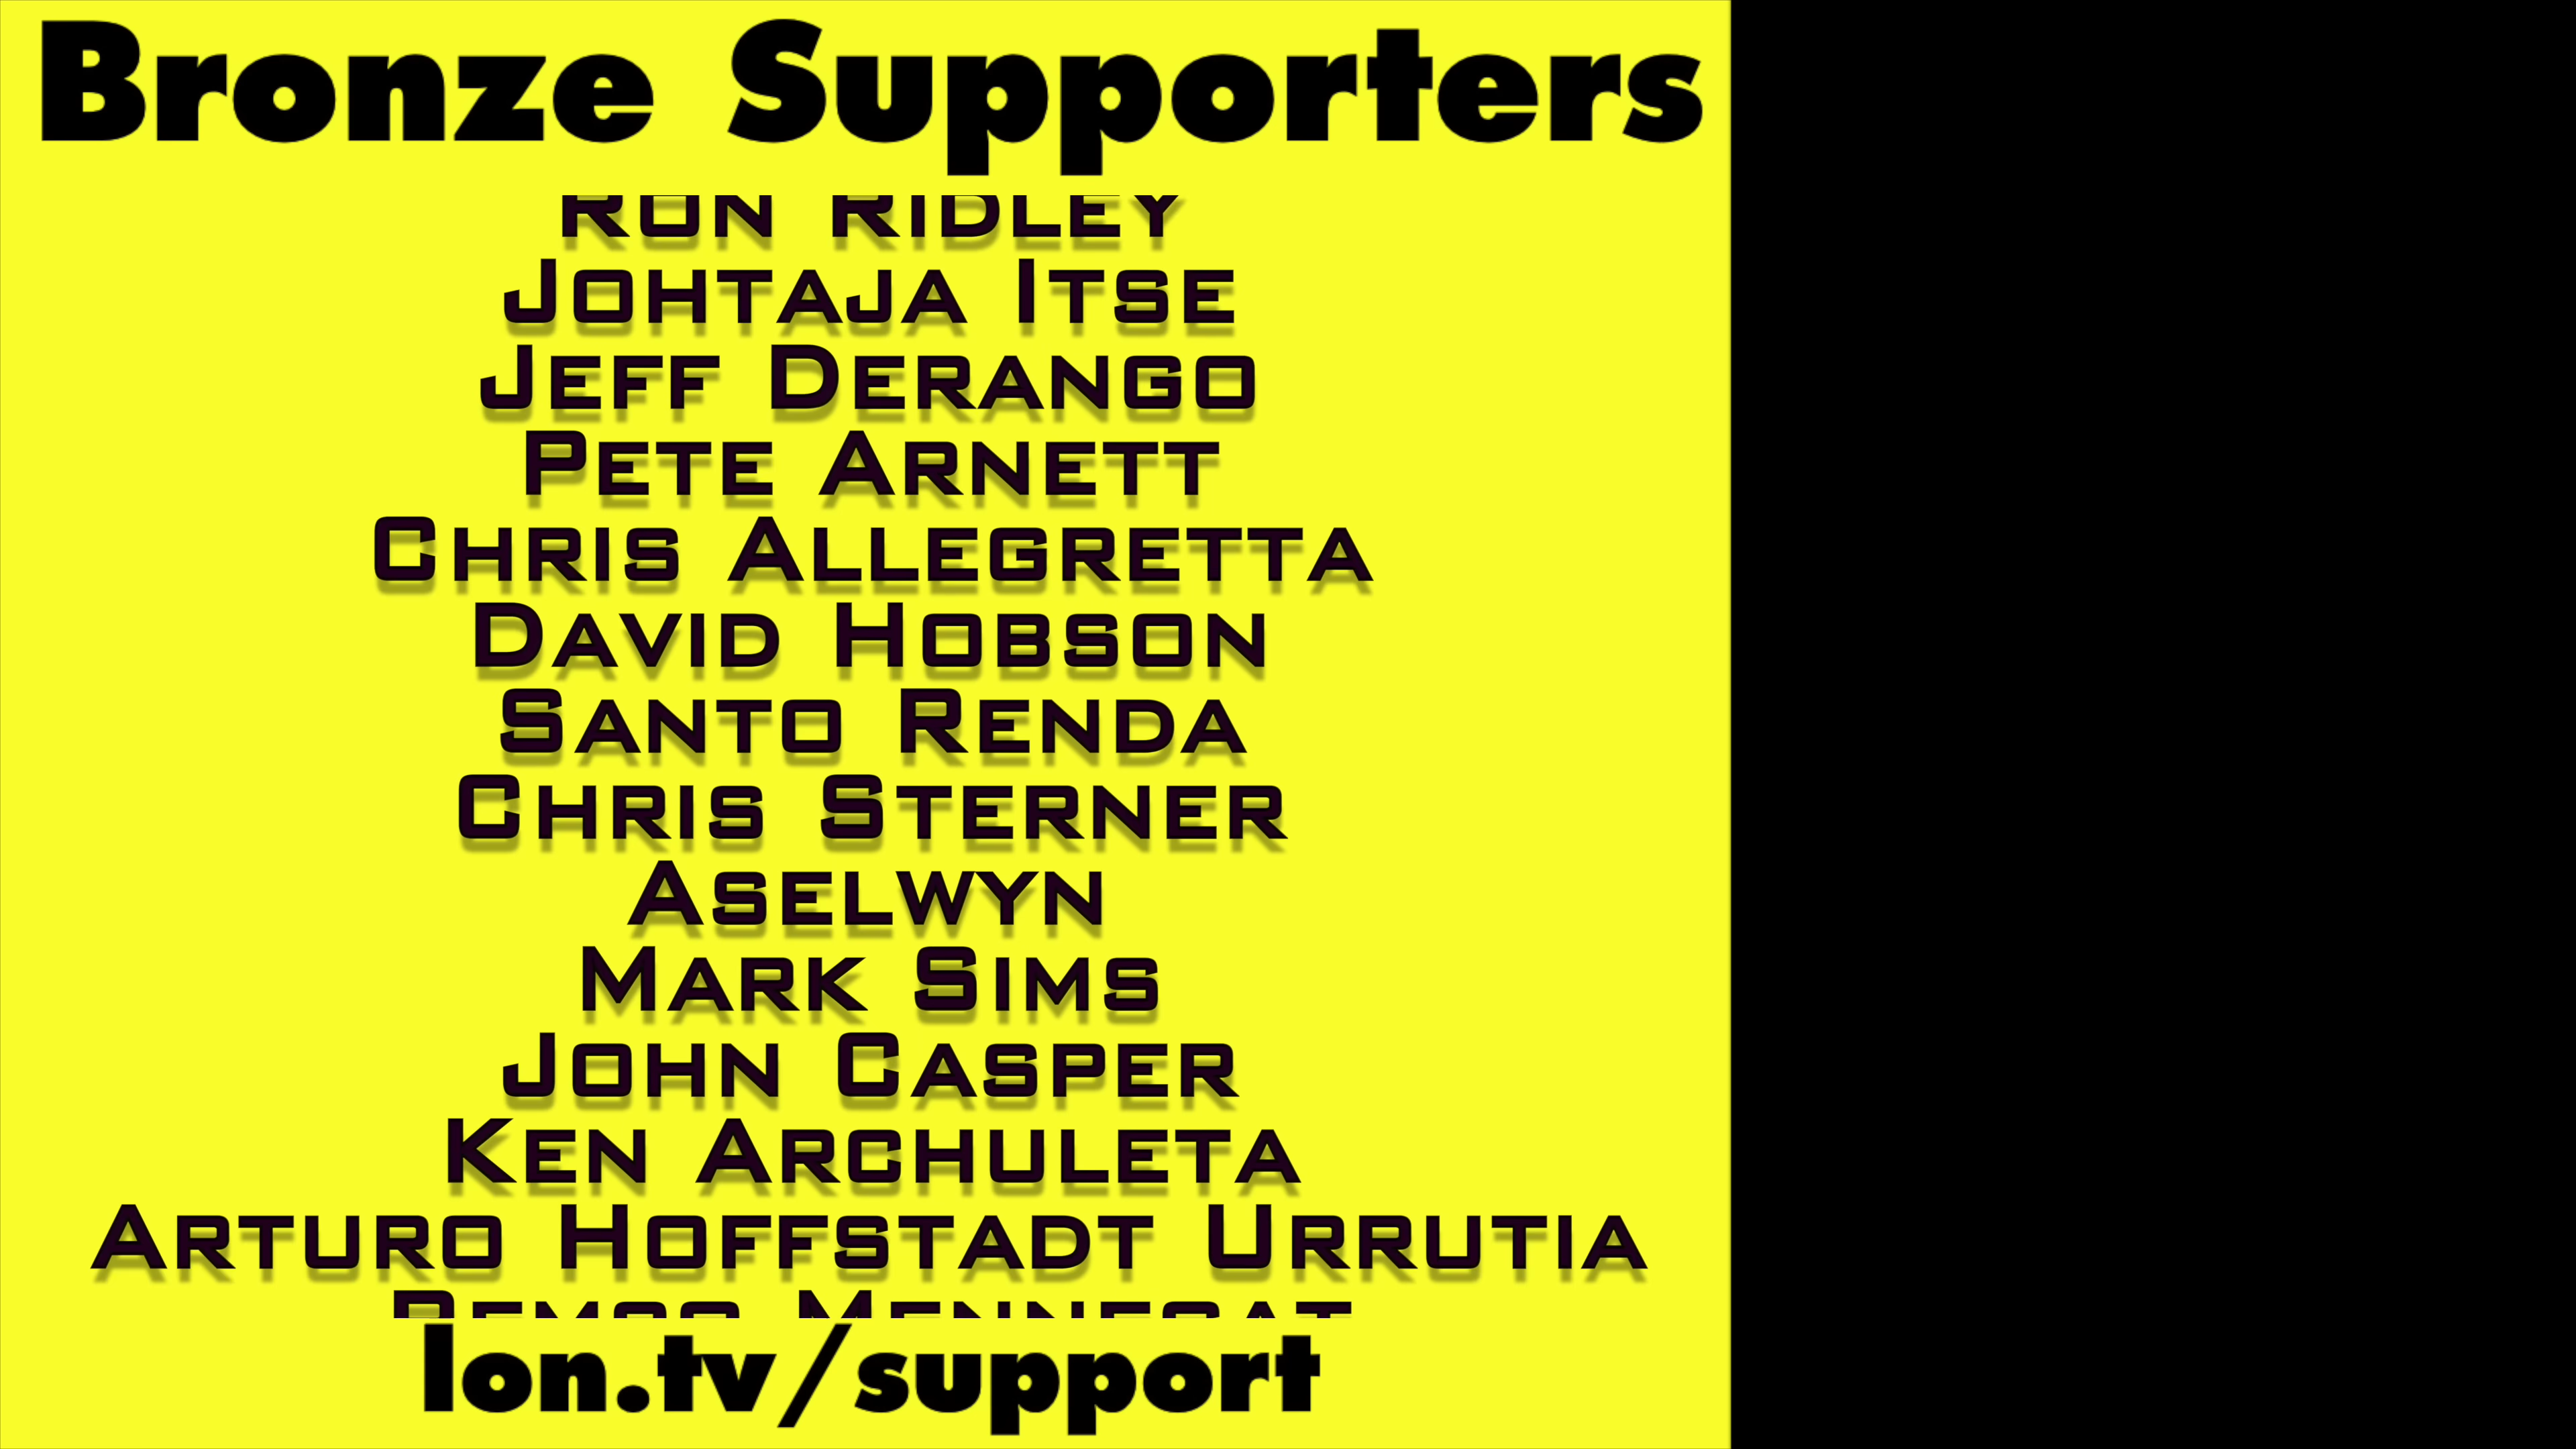 Bronze Supporters
Ron Ridley
Johtaja Itse
Jeff Derango
Pete Arnett
Chris Allegretta
David Hobson
Santo Renda
Chris Sterner
Aselwyn
Mark Sims
John Casper
Ken Archuleta
Arturo Hoffstadt Urrutia
lon.tv/support